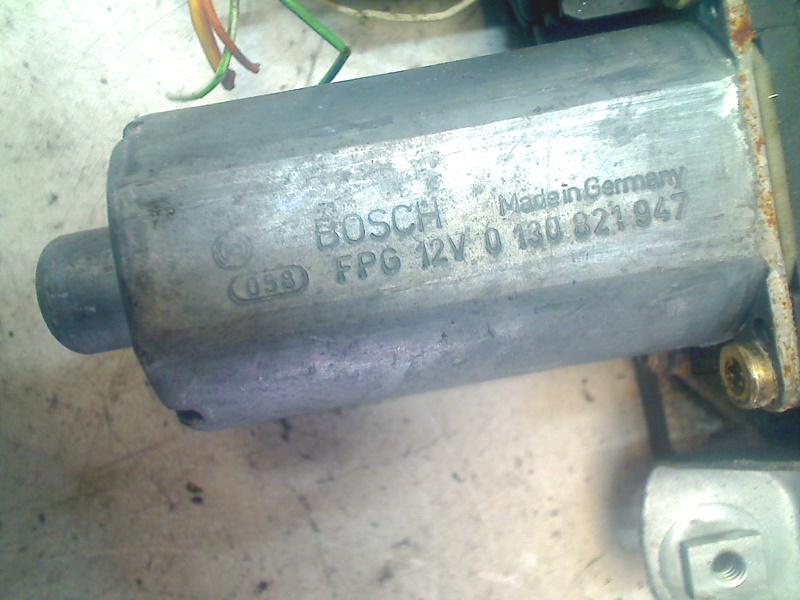 BOSCH Made in Germany
058 FPG 12V 0 130 821 947